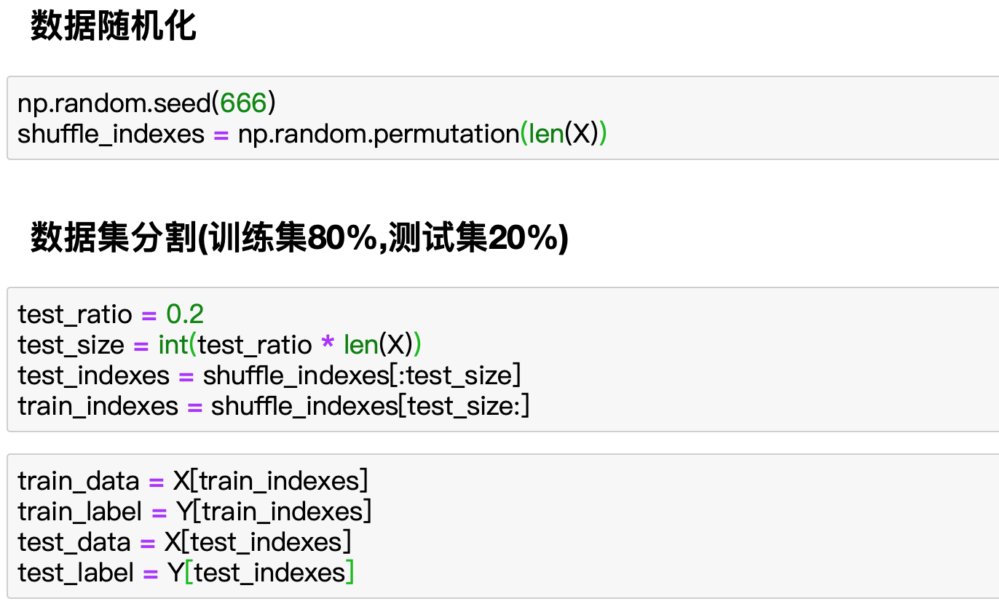 数据随机化
np.random.seed(666)
shuffle_indexes = np.random.permutation(len(X))
数据集分割(训练集80%,测试集20%)
test_ratio = 0.2
test_size = int(test_ratio * len(X))
test_indexes = shuffle_indexes[:test_size]
train_indexes = shuffle_indexes[test_size:]
train_data = X[train_indexes]
train_label = Y[train_indexes]
test_data = X[test_indexes]
test_label = Y[test_indexes]